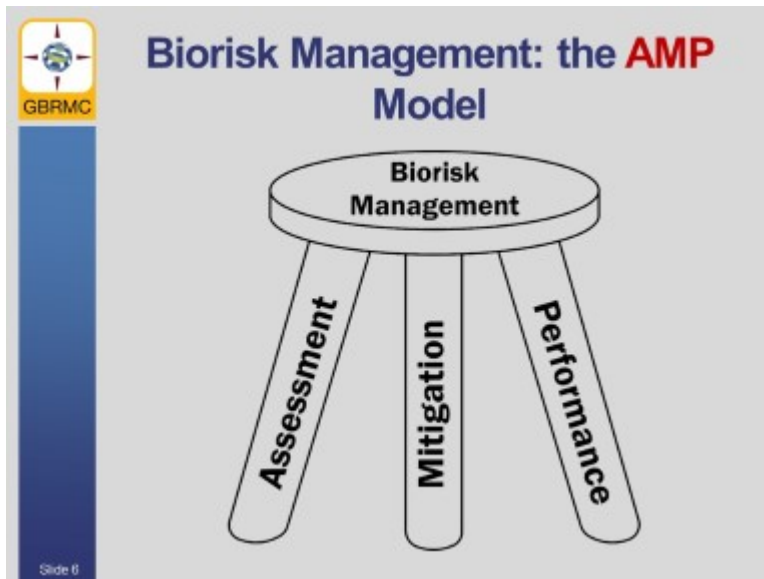 GBRMC
Biorisk Management: the AMP
Model
Biorisk
Management
Assessment
Mitigation
Performance
Slide 6